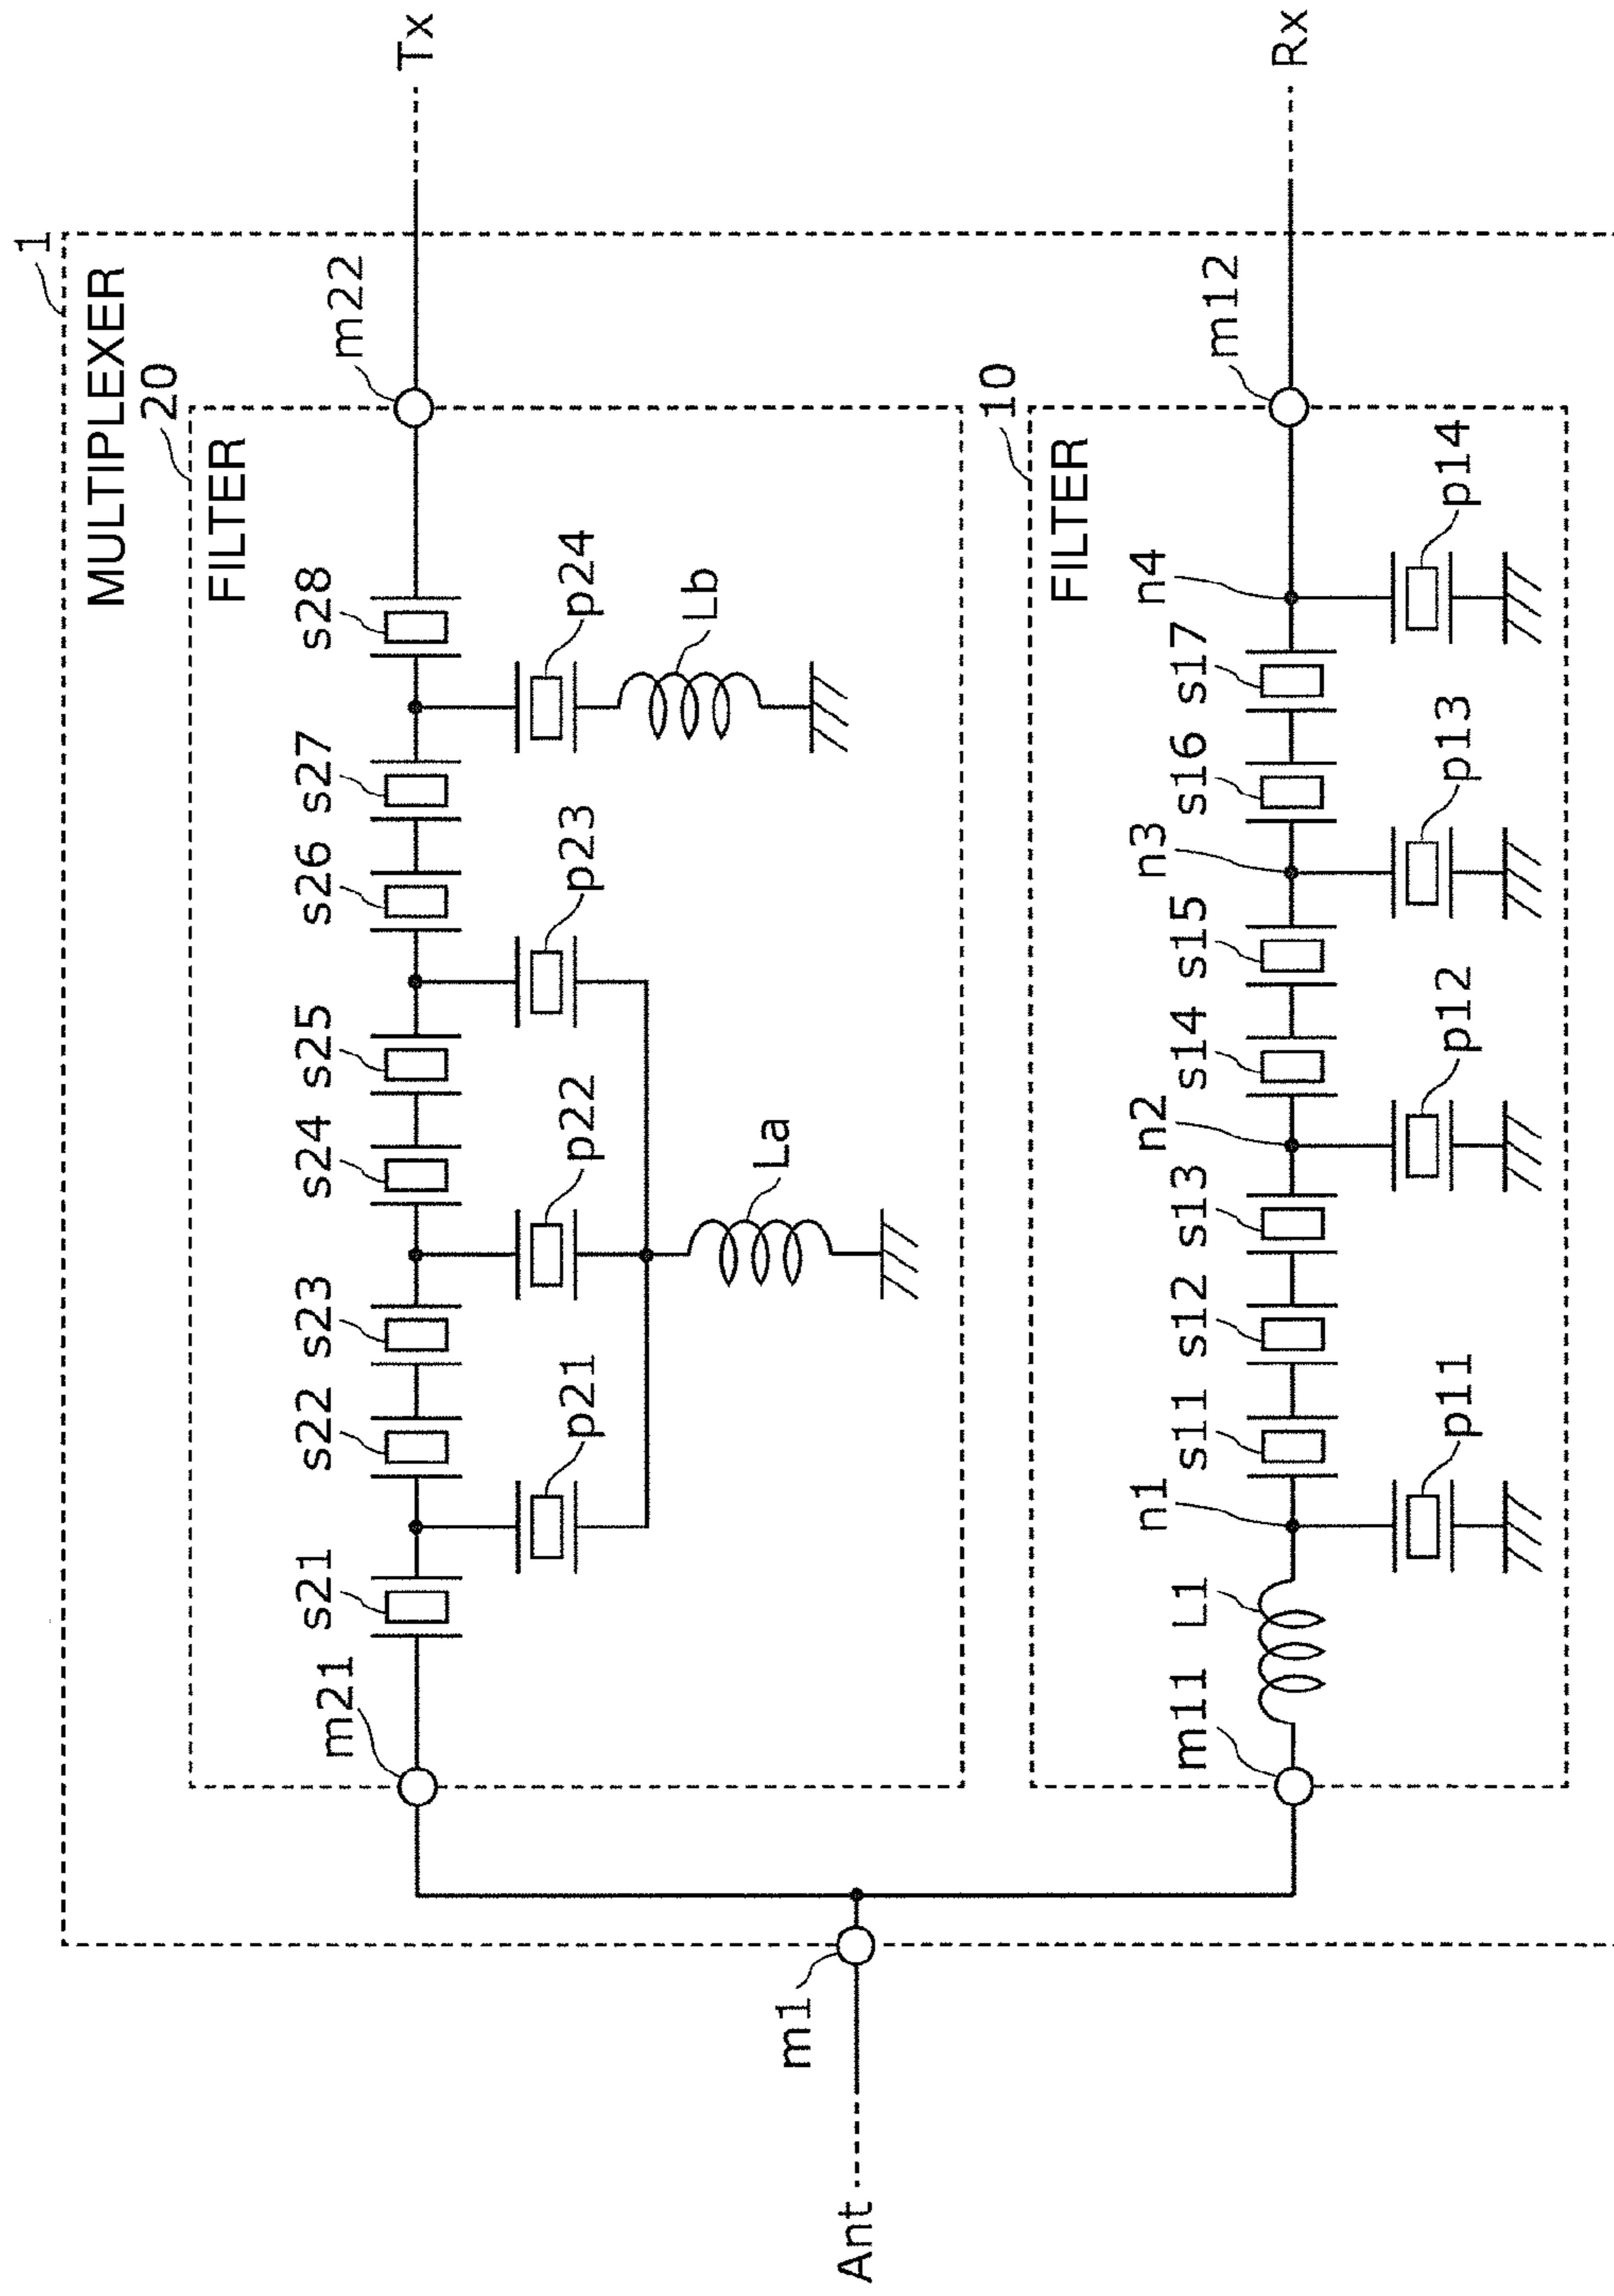 1
MULTIPLEXER
20
FILTER
m21
s21
s22
s23
s24
s25
s26
s27
s28
m22
Tx
p21
p22
p23
p24
La
Lb
Ant
m1
10
FILTER
m11
L1
n1
s11
s12
s13
n2
s14
s15
n3
s16
s17
n4
m12
Rx
p11
p12
p13
p14